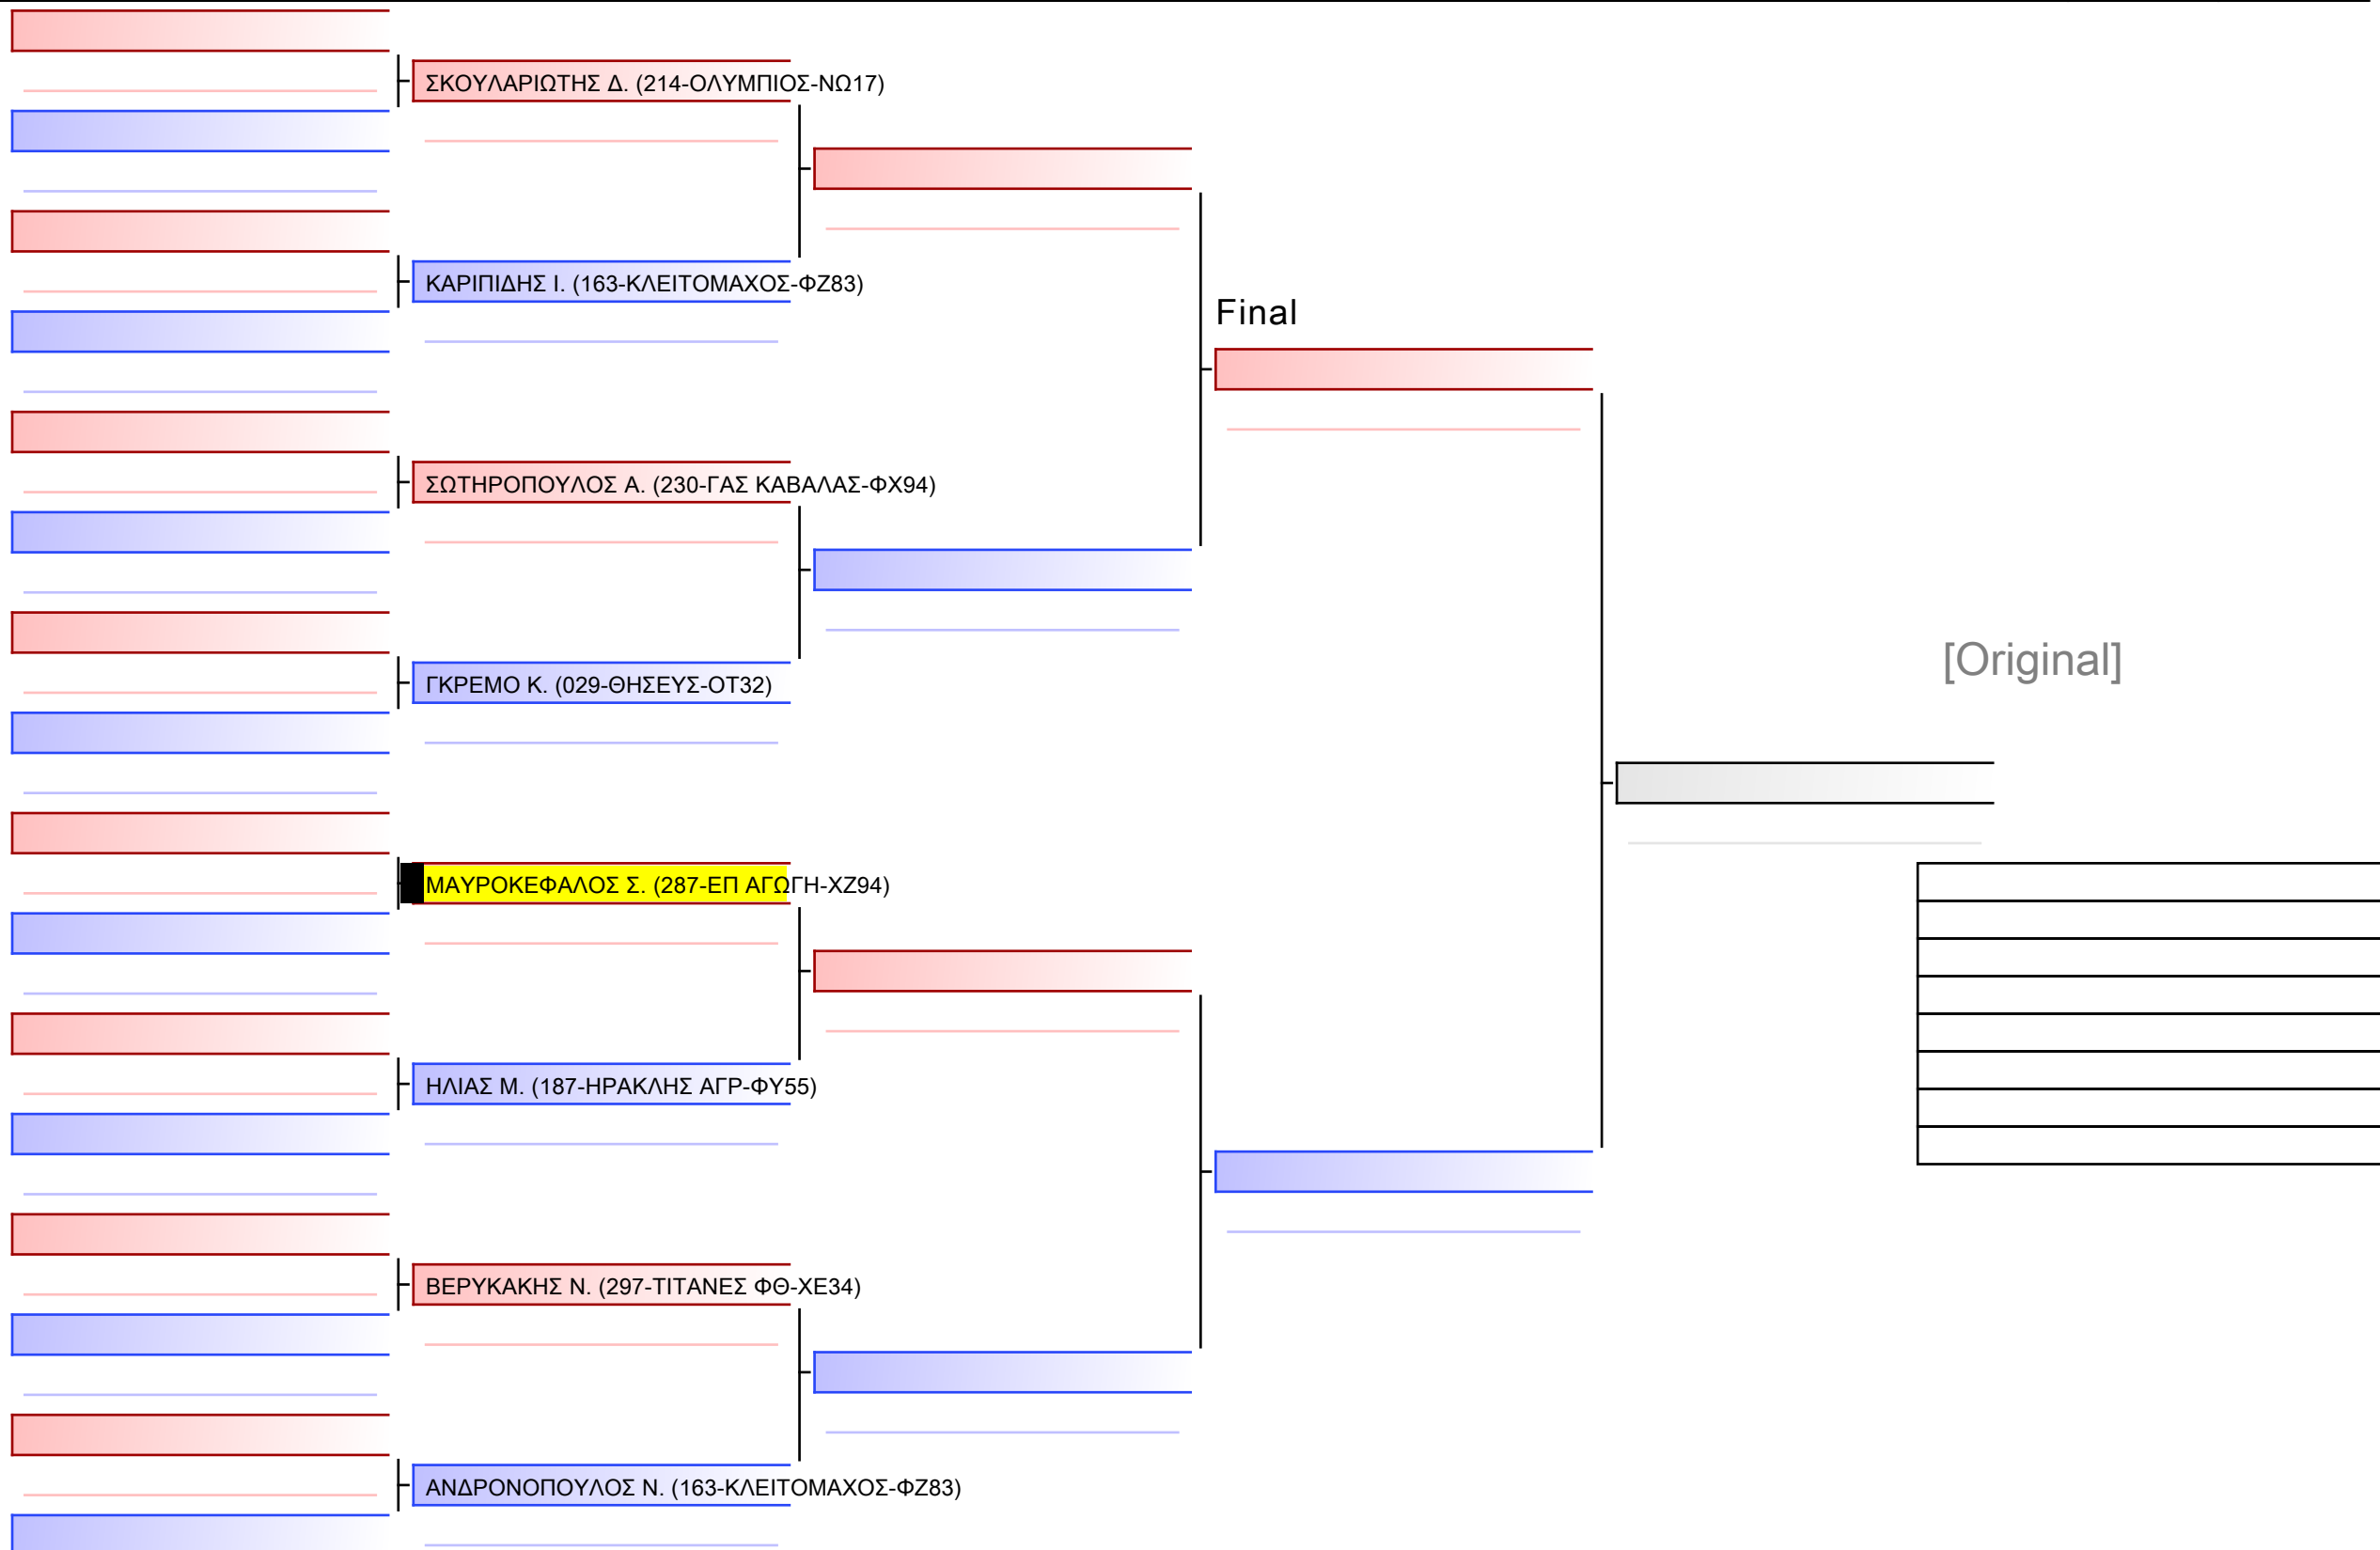 ΣΚΟΥΛΑΡΙΩΤΗΣ Δ. (214-ΟΛΥΜΠΙΟΣ-ΝΩ17)
ΚΑΡΙΠΙΔΗΣ Ι. (163-ΚΛΕΙΤΟΜΑΧΟΣ-ΦΖ83)
Final
ΣΩΤΗΡΟΠΟΥΛΟΣ Α. (230-ΓΑΣ ΚΑΒΑΛΑΣ-ΦΧ94)
[Original]
ΓΚΡΕΜΟ Κ. (029-ΘΗΣΕΥΣ-ΟΤ32)
ΜΑΥΡΟΚΕΦΑΛΟΣ Σ. (287-ΕΠ ΑΓΩΓΗ-ΧΖ94)
ΗΛΙΑΣ Μ. (187-ΗΡΑΚΛΗΣ ΑΓΡ-ΦΥ55)
ΒΕΡΥΚΑΚΗΣ Ν. (297-ΤΙΤΑΝΕΣ ΦΘ-ΧΕ34)
ΑΝΔΡΟΝΟΠΟΥΛΟΣ Ν. (163-ΚΛΕΙΤΟΜΑΧΟΣ-ΦΖ83)